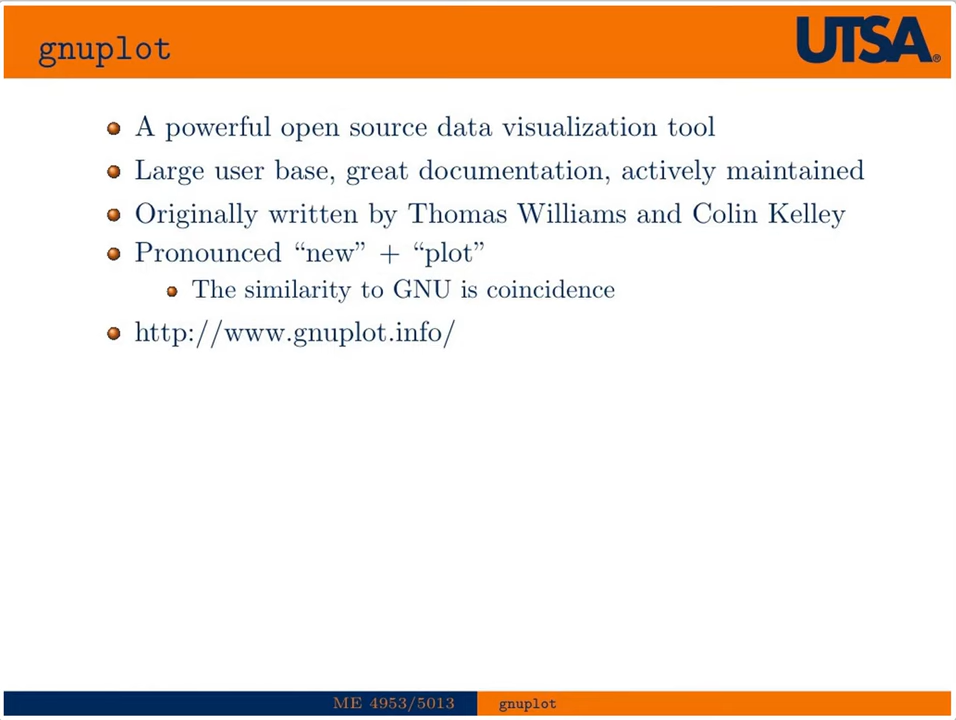 gnuplot
UTSA®
A powerful open source data visualization tool
Large user base, great documentation, actively maintained
Originally written by Thomas Williams and Colin Kelley
Pronounced “new” + “plot”
The similarity to GNU is coincidence
http://www.gnuplot.info/
ME 4953/5013
gnuplot